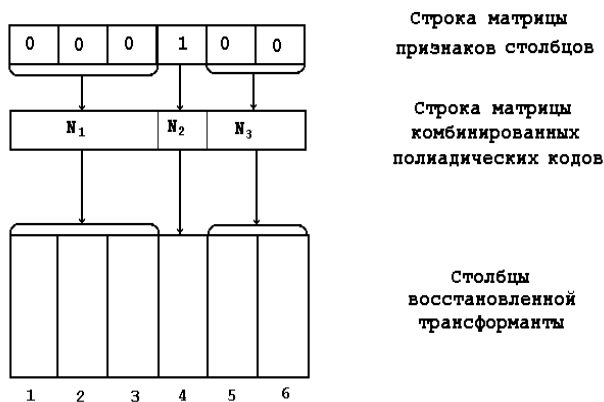 Строка матрицы
признаков столбцов
0 0 0 1 0 0
Строка матрицы
комбинированных
полиадических кодов
N₁ N₂ N₃
Столбцы
восстановленной
трансформанты
1 2 3 4 5 6